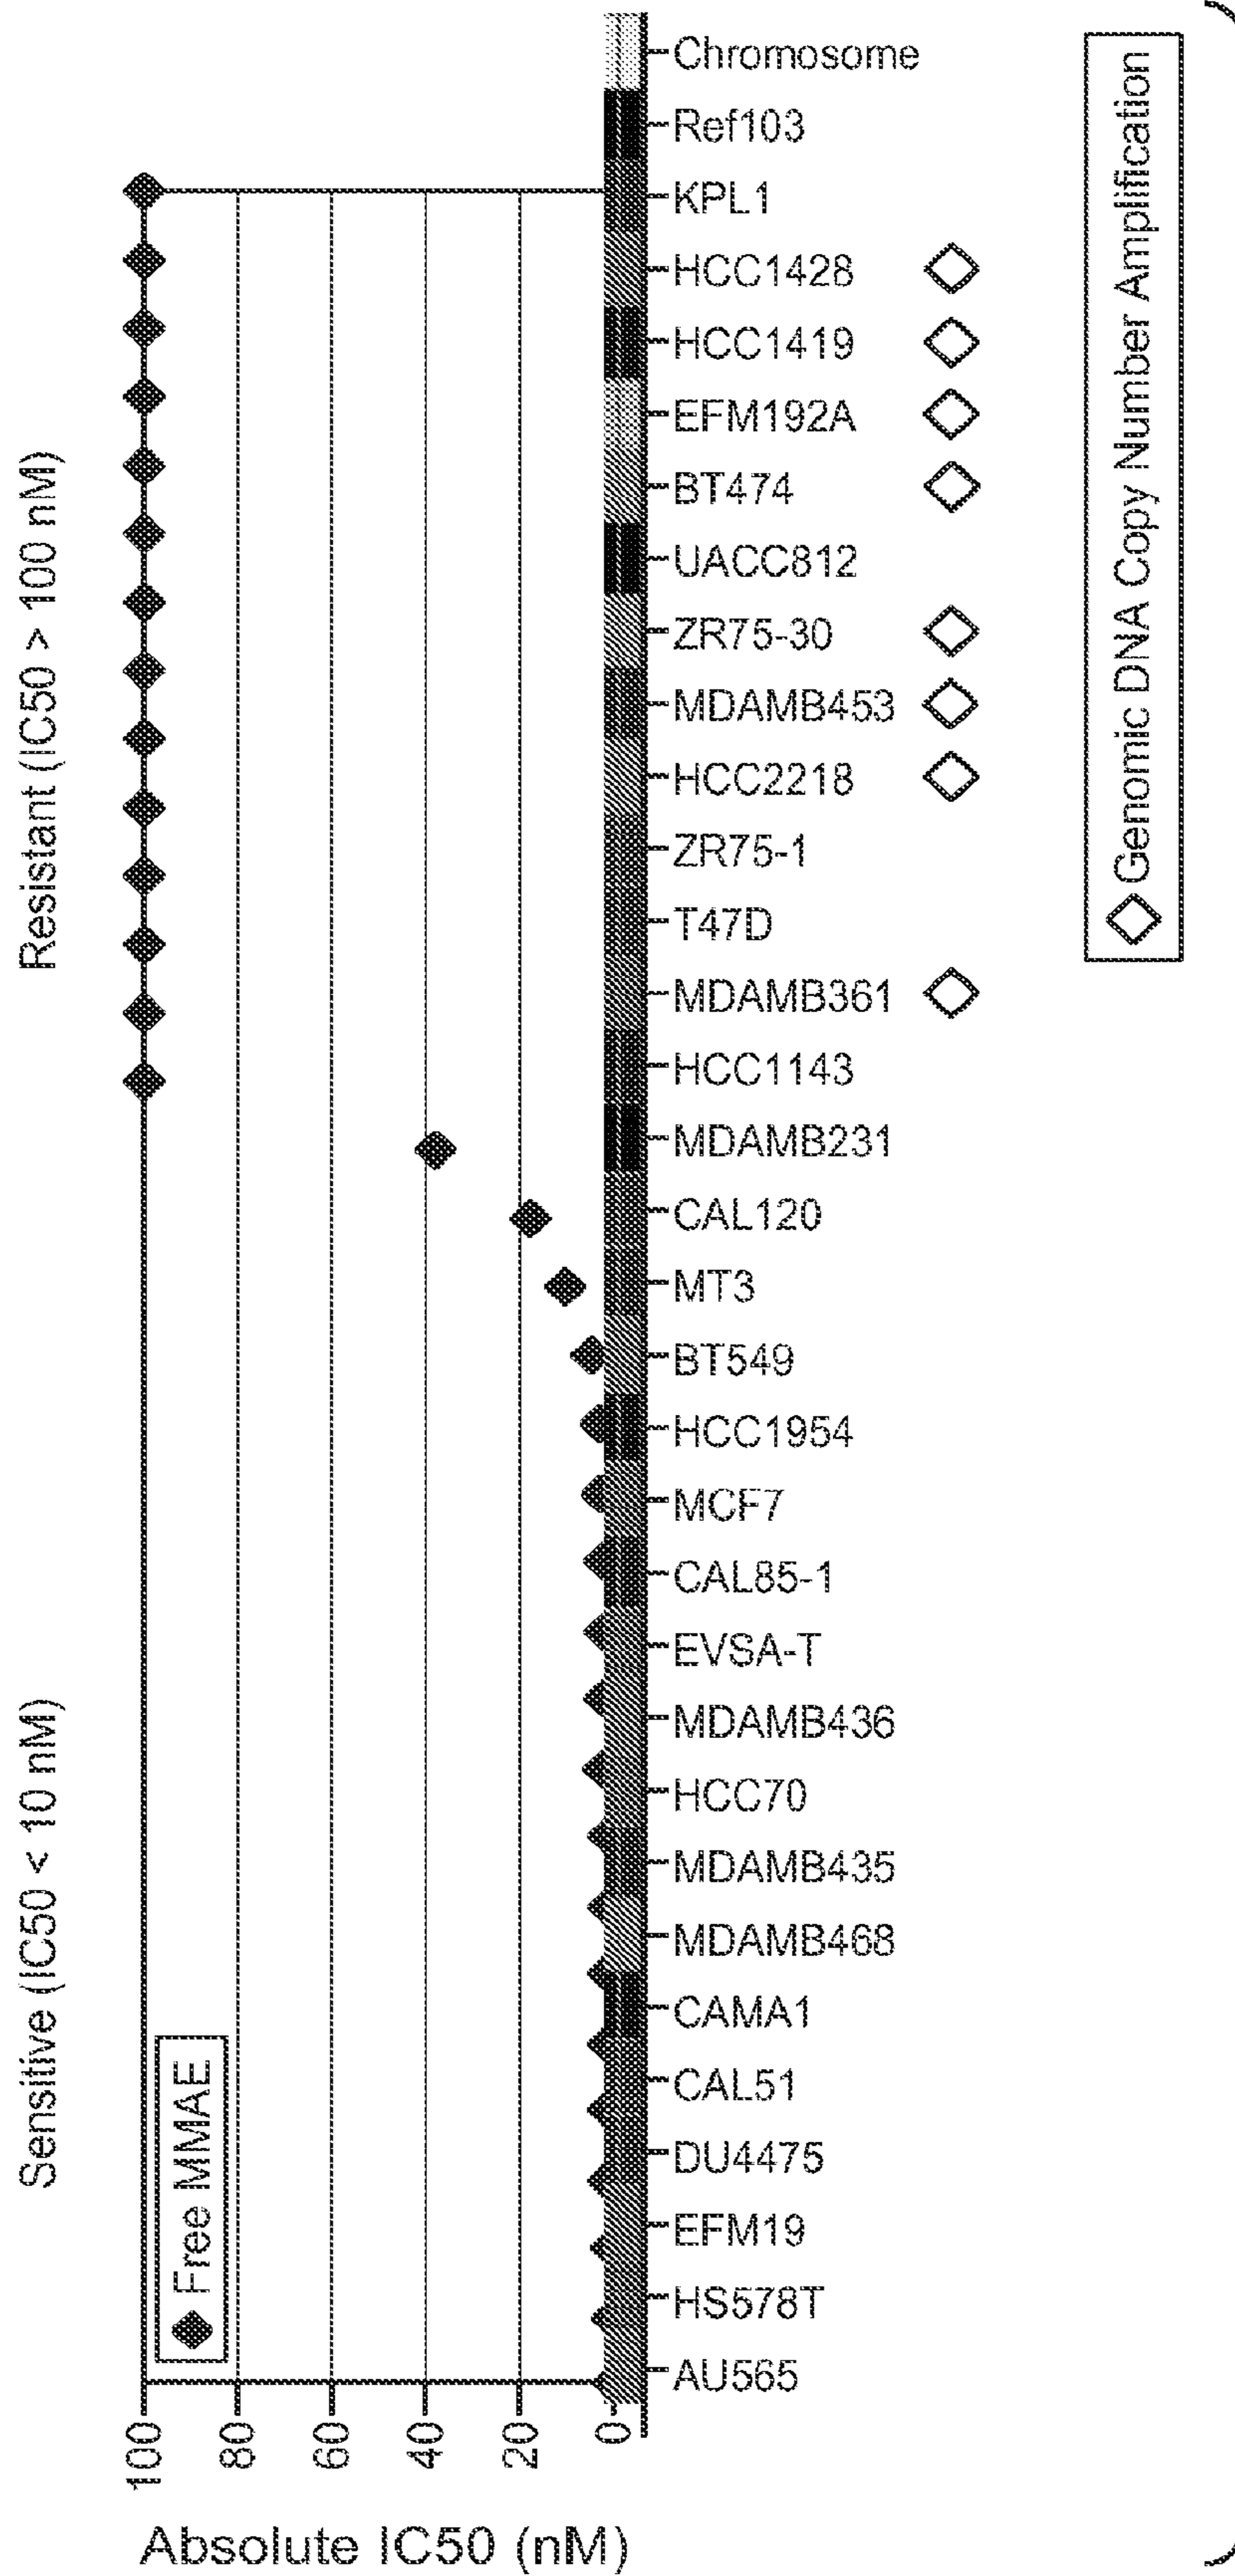 Sensitive (IC50 < 10 nM)
Resistant (IC50 > 100 nM)
Free MMAE
Absolute IC50 (nM)
100
80
60
40
20
0
AU565
HS578T
EFM19
DU4475
CAL51
CAMA1
MDAMB468
MDAMB435
HCC70
MDAMB436
EVSA-T
CAL85-1
MCF7
HCC1954
BT549
MT3
CAL120
MDAMB231
HCC1143
MDAMB361
T47D
ZR75-1
HCC2218
MDAMB453
ZR75-30
UACC812
BT474
EFM192A
HCC1419
HCC1428
KPL1
Ref103
Chromosome
Genomic DNA Copy Number Amplification